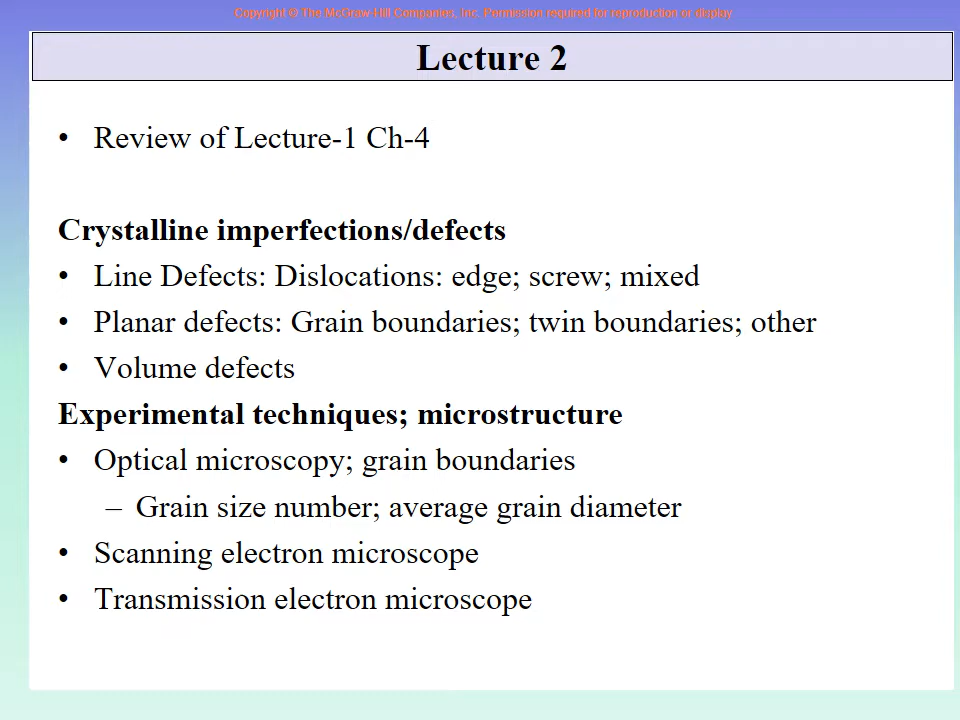 Copyright © The McGraw-Hill Companies, Inc. Permission required for reproduction or display
Lecture 2
• Review of Lecture-1 Ch-4
Crystalline imperfections/defects
• Line Defects: Dislocations: edge; screw; mixed
• Planar defects: Grain boundaries; twin boundaries; other
• Volume defects
Experimental techniques; microstructure
• Optical microscopy; grain boundaries
– Grain size number; average grain diameter
• Scanning electron microscope
• Transmission electron microscope